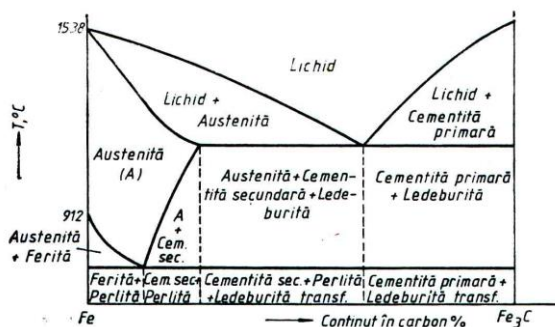 1538
T,°C
Lichid
Lichid +
Austenită
Lichid +
Cementită
primară
Austenită
(A)
Austenită+Cemen-
tită secundară+Lede-
burită
Cementită primară
+ Ledeburită
A
+
Cem.
sec.
912
Austenită
+ Ferită
Ferită+
Perlită
Cem.sec+
Perlită
Cementită sec.+Perlită
+Ledeburită transf.
Cementită primară+
Ledeburită transf.
Fe
Continut în carbon %
Fe₃C